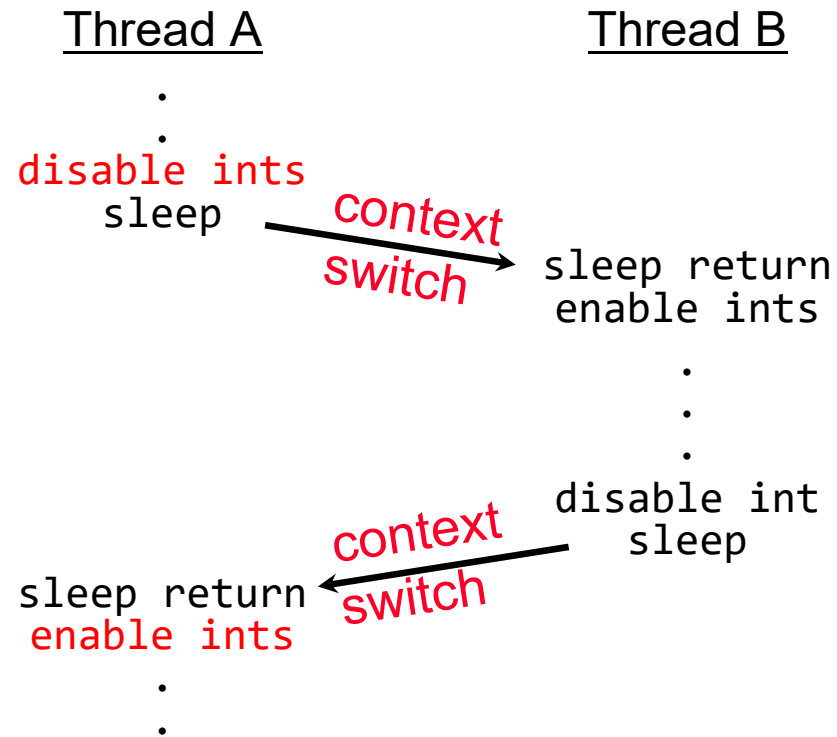 Thread A
Thread B
.
.
disable ints
sleep
context
switch
sleep return
enable ints
.
.
.
disable int
sleep
context
switch
sleep return
enable ints
.
.